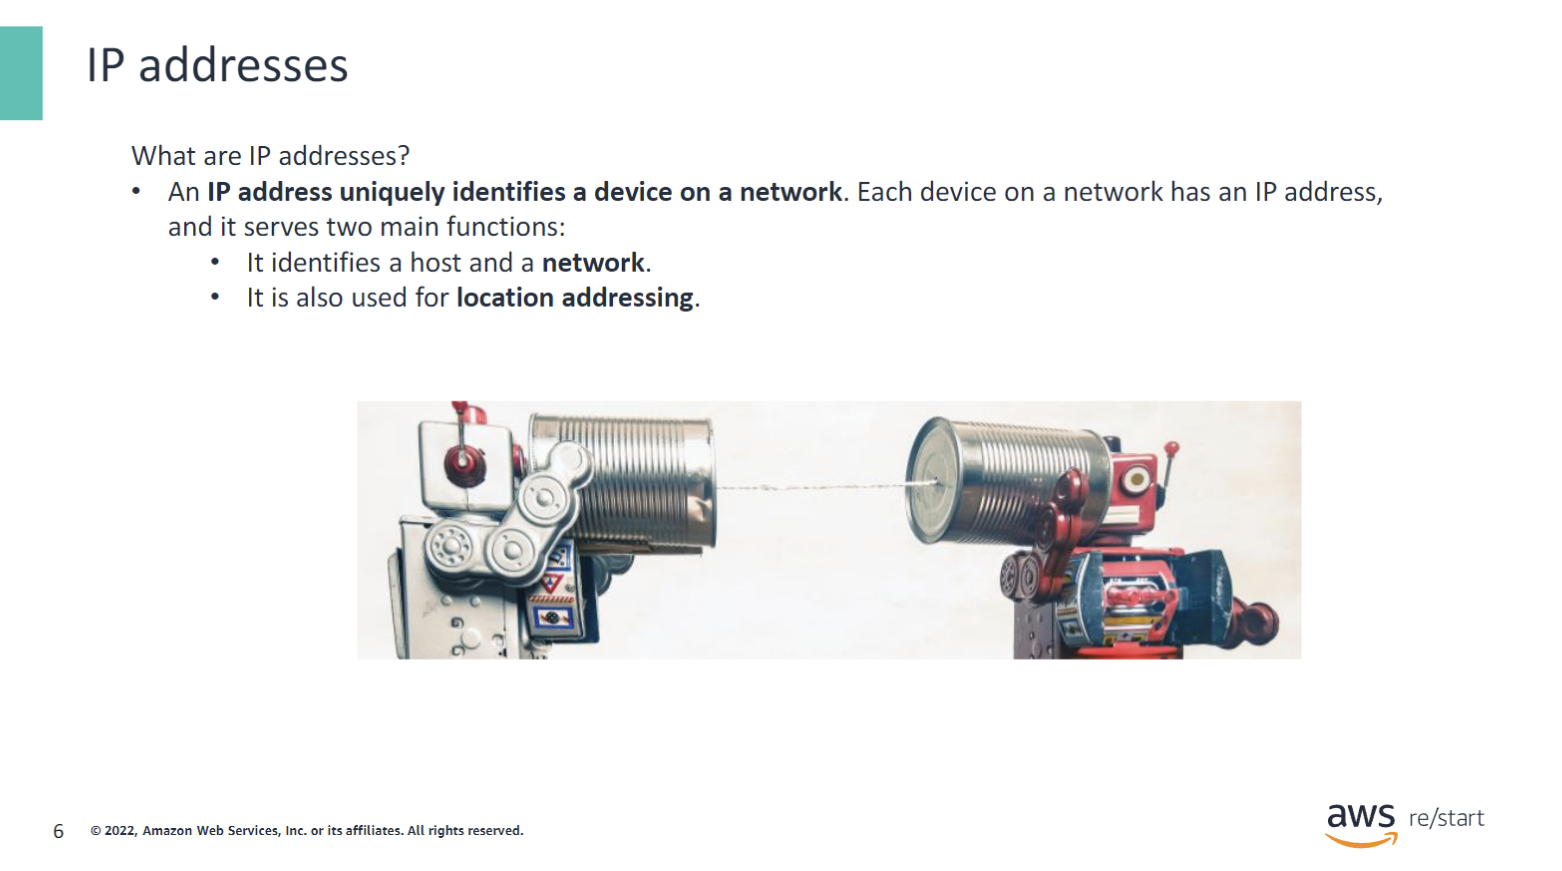 IP addresses
What are IP addresses?
• An IP address uniquely identifies a device on a network. Each device on a network has an IP address,
and it serves two main functions:
• It identifies a host and a network.
• It is also used for location addressing.
6 © 2022, Amazon Web Services, Inc. or its affiliates. All rights reserved.
aws re/start